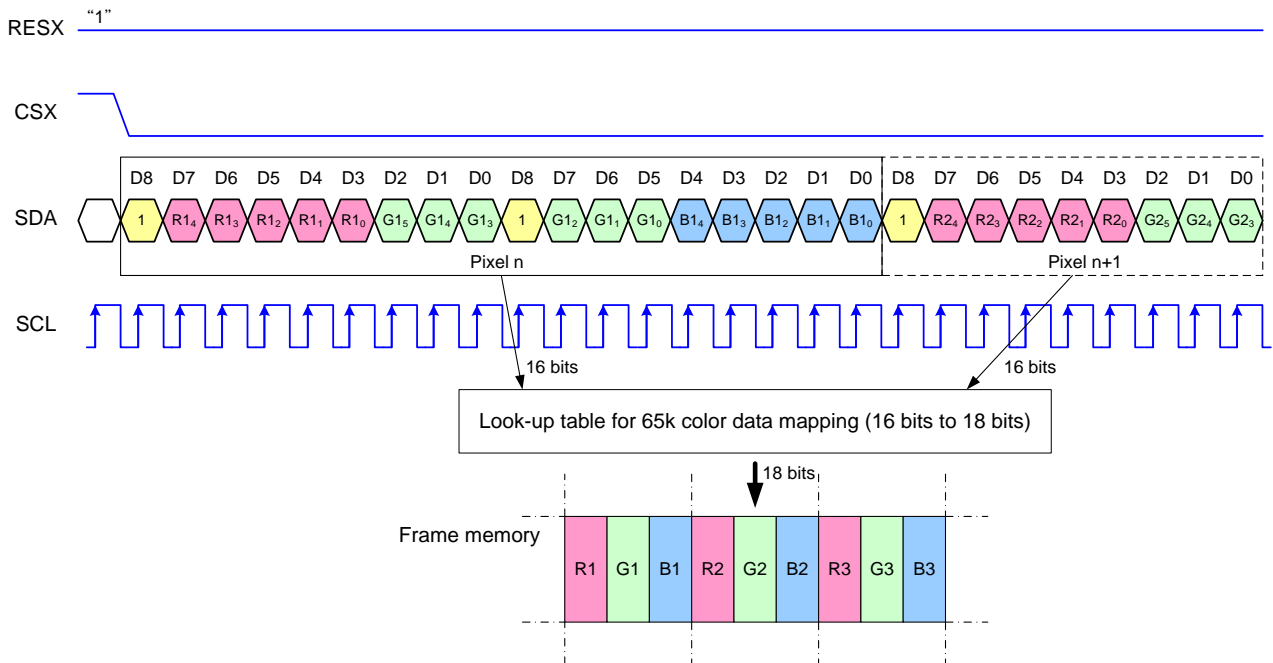 RESX “1”
CSX
D8 D7 D6 D5 D4 D3 D2 D1 D0 D8 D7 D6 D5 D4 D3 D2 D1 D0 D8 D7 D6 D5 D4 D3 D2 D1 D0
SDA 1 R1₄ R1₃ R1₂ R1₁ R1₀ G1₅ G1₄ G1₃ 1 G1₂ G1₁ G1₀ B1₄ B1₃ B1₂ B1₁ B1₀ 1 R2₄ R2₃ R2₂ R2₁ R2₀ G2₅ G2₄ G2₃
Pixel n Pixel n+1
SCL
16 bits 16 bits
Look-up table for 65k color data mapping (16 bits to 18 bits)
18 bits
Frame memory
R1 G1 B1 R2 G2 B2 R3 G3 B3